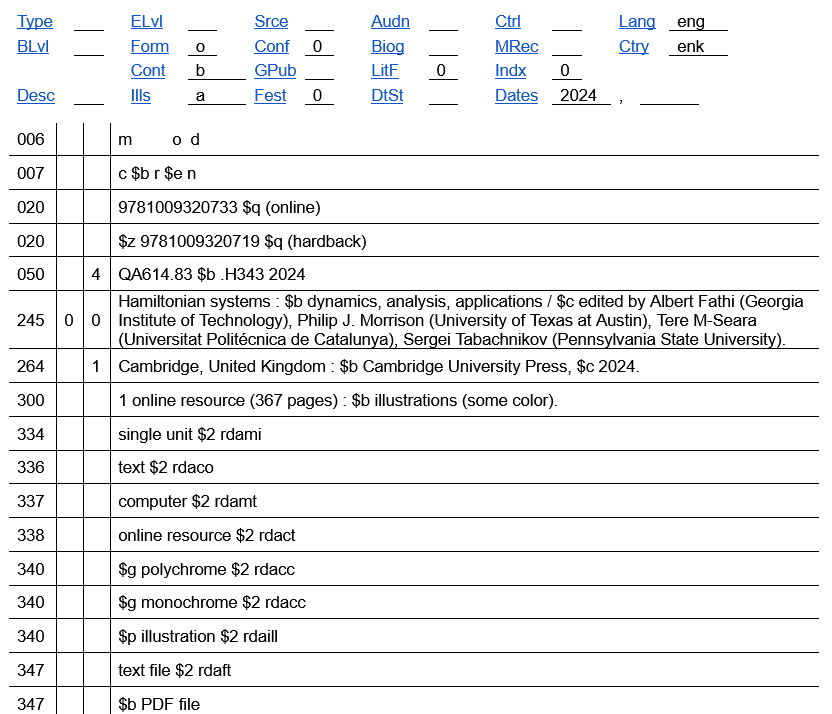 Type ELvl Srce Audn Ctrl Lang eng
BLvl Form o Conf 0 Biog MRec Ctry enk
Cont b GPub LitF 0 Indx 0
Desc Ills a Fest 0 DtSt Dates 2024 ,
006 m o d
007 c $b r $e n
020 9781009320733 $q (online)
020 $z 9781009320719 $q (hardback)
050 4 QA614.83 $b .H343 2024
245 0 0 Hamiltonian systems : $b dynamics, analysis, applications / $c edited by Albert Fathi (Georgia
Institute of Technology), Philip J. Morrison (University of Texas at Austin), Tere M-Seara
(Universitat Politécnica de Catalunya), Sergei Tabachnikov (Pennsylvania State University).
264 1 Cambridge, United Kingdom : $b Cambridge University Press, $c 2024.
300 1 online resource (367 pages) : $b illustrations (some color).
334 single unit $2 rdami
336 text $2 rdaco
337 computer $2 rdamt
338 online resource $2 rdact
340 $g polychrome $2 rdacc
340 $g monochrome $2 rdacc
340 $p illustration $2 rdaill
347 text file $2 rdaft
347 $b PDF file